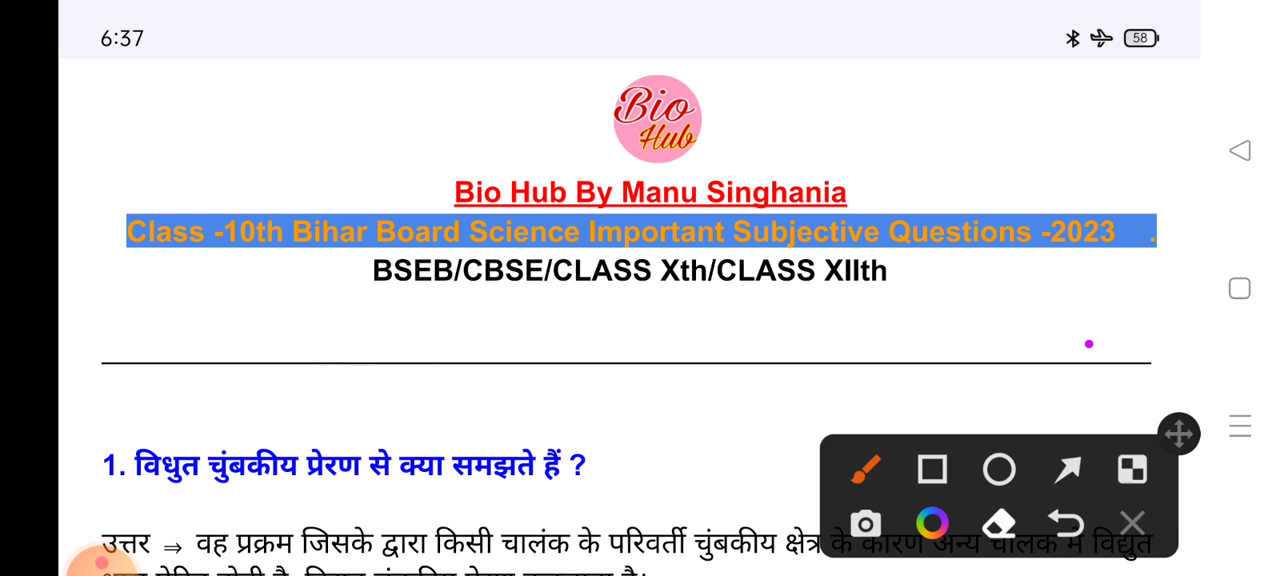 6:37
58
Bio
Hub
Bio Hub By Manu Singhania
Class -10th Bihar Board Science Important Subjective Questions -2023 .
BSEB/CBSE/CLASS Xth/CLASS XIIth
1. विधुत चुंबकीय प्रेरण से क्या समझते हैं ?
उत्तर ⇒ वह प्रक्रम जिसके द्वारा किसी चालंक के परिवर्ती चुंबकीय क्षेत्र के कारण अन्य चालक में विद्युत